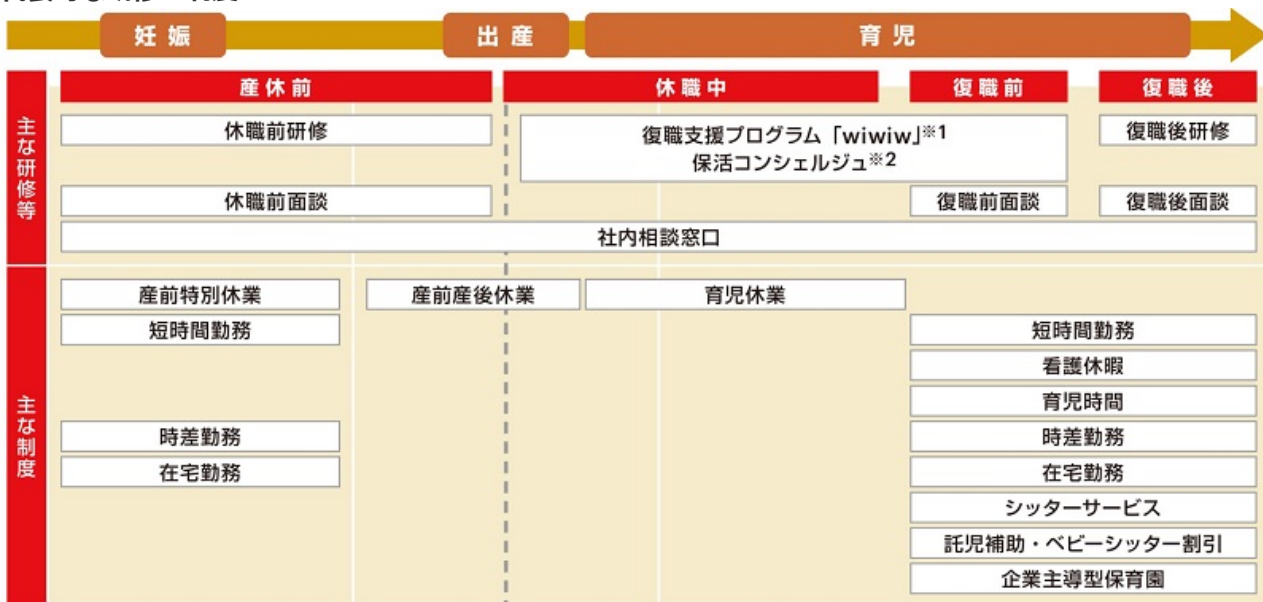 妊娠
出産
育児
産休前
休職中
復職前
復職後
主な研修等
休職前研修
復職支援プログラム「wiwiw」※1
保活コンシェルジュ※2
復職後研修
休職前面談
復職前面談
復職後面談
社内相談窓口
主な制度
産前特別休業
産前産後休業
育児休業
短時間勤務
短時間勤務
看護休暇
育児時間
時差勤務
時差勤務
在宅勤務
在宅勤務
シッターサービス
託児補助・ベビーシッター割引
企業主導型保育園